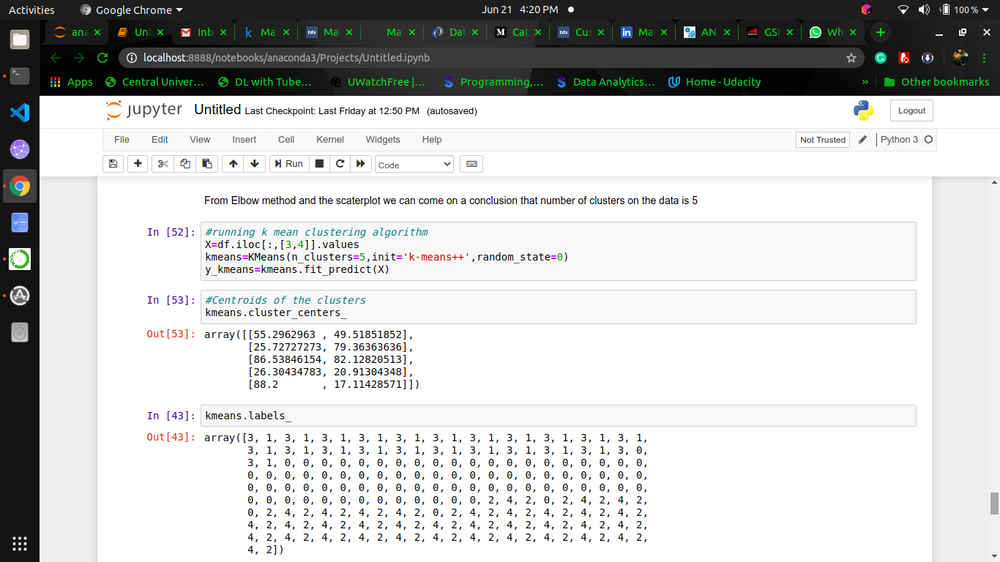 Activities Google Chrome Jun 21 4:20 PM 100 %
ana Unt Inb Ma Ma Ma Dat Cat Cus Ma AN. GSM Wh
localhost:8888/notebooks/anaconda3/Projects/Untitled.ipynb
Apps Central Univer… DL with Tube… UWatchFree |… Programming,… Data Analytics… Home - Udacity » Other bookmarks
jupyter Untitled Last Checkpoint: Last Friday at 12:50 PM (autosaved) Logout
File Edit View Insert Cell Kernel Widgets Help Not Trusted Python 3
Run Code
From Elbow method and the scaterplot we can come on a conclusion that number of clusters on the data is 5
In [52]: #running k mean clustering algorithm
X=df.iloc[:,[3,4]].values
kmeans=KMeans(n_clusters=5,init='k-means++',random_state=0)
y_kmeans=kmeans.fit_predict(X)
In [53]: #Centroids of the clusters
kmeans.cluster_centers_
Out[53]: array([[55.2962963 , 49.51851852],
[25.72727273, 79.36363636],
[86.53846154, 82.12820513],
[26.30434783, 20.91304348],
[88.2 , 17.11428571]])
In [43]: kmeans.labels_
Out[43]: array([3, 1, 3, 1, 3, 1, 3, 1, 3, 1, 3, 1, 3, 1, 3, 1, 3, 1, 3, 1, 3, 1,
3, 1, 3, 1, 3, 1, 3, 1, 3, 1, 3, 1, 3, 1, 3, 1, 3, 1, 3, 1, 3, 0,
3, 1, 0, 0, 0, 0, 0, 0, 0, 0, 0, 0, 0, 0, 0, 0, 0, 0, 0, 0, 0, 0,
0, 0, 0, 0, 0, 0, 0, 0, 0, 0, 0, 0, 0, 0, 0, 0, 0, 0, 0, 0, 0, 0,
0, 0, 0, 0, 0, 0, 0, 0, 0, 0, 0, 0, 0, 0, 0, 0, 0, 0, 0, 0, 0, 0,
0, 0, 0, 0, 0, 0, 0, 0, 0, 0, 0, 0, 0, 2, 4, 2, 0, 2, 4, 2, 4, 2,
0, 2, 4, 2, 4, 2, 4, 2, 4, 2, 0, 2, 4, 2, 4, 2, 4, 2, 4, 2, 4, 2,
4, 2, 4, 2, 4, 2, 4, 2, 4, 2, 4, 2, 4, 2, 4, 2, 4, 2, 4, 2, 4, 2,
4, 2, 4, 2, 4, 2, 4, 2, 4, 2, 4, 2, 4, 2, 4, 2, 4, 2, 4, 2, 4, 2,
4, 2])